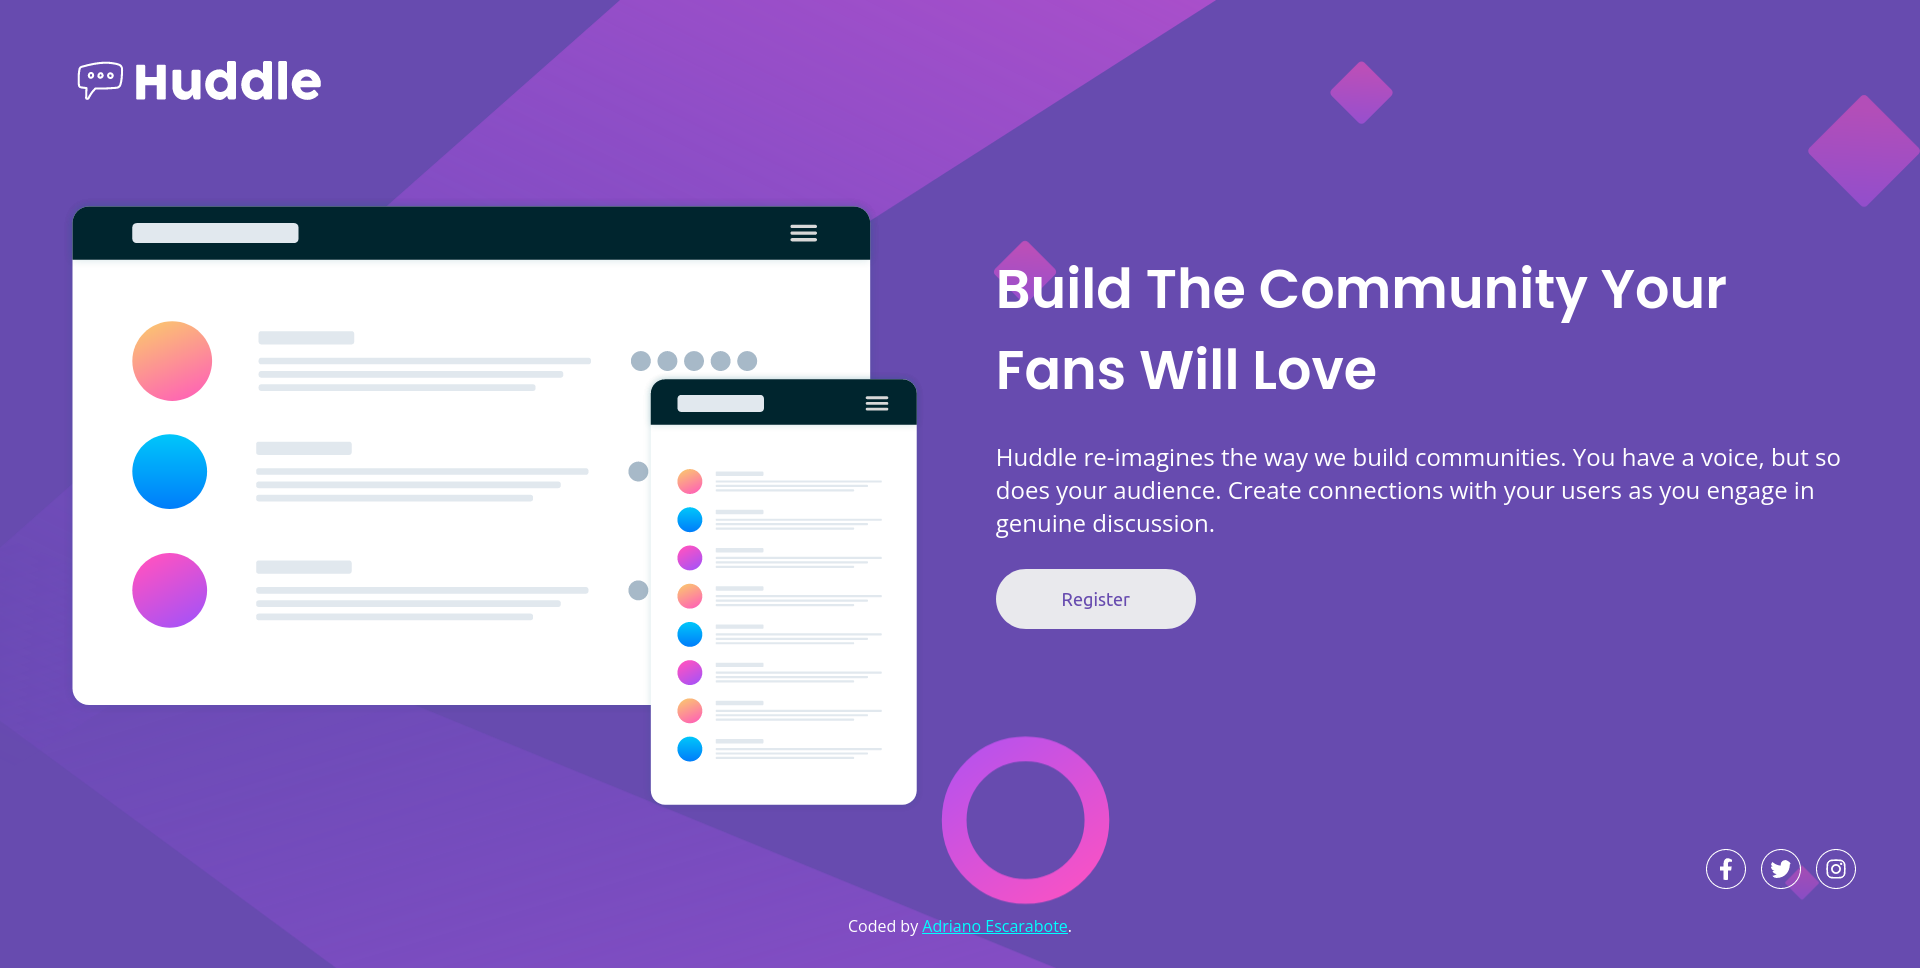 Huddle
Build The Community Your
Fans Will Love
Huddle re-imagines the way we build communities. You have a voice, but so
does your audience. Create connections with your users as you engage in
genuine discussion.
Register
Coded by Adriano Escarabote.